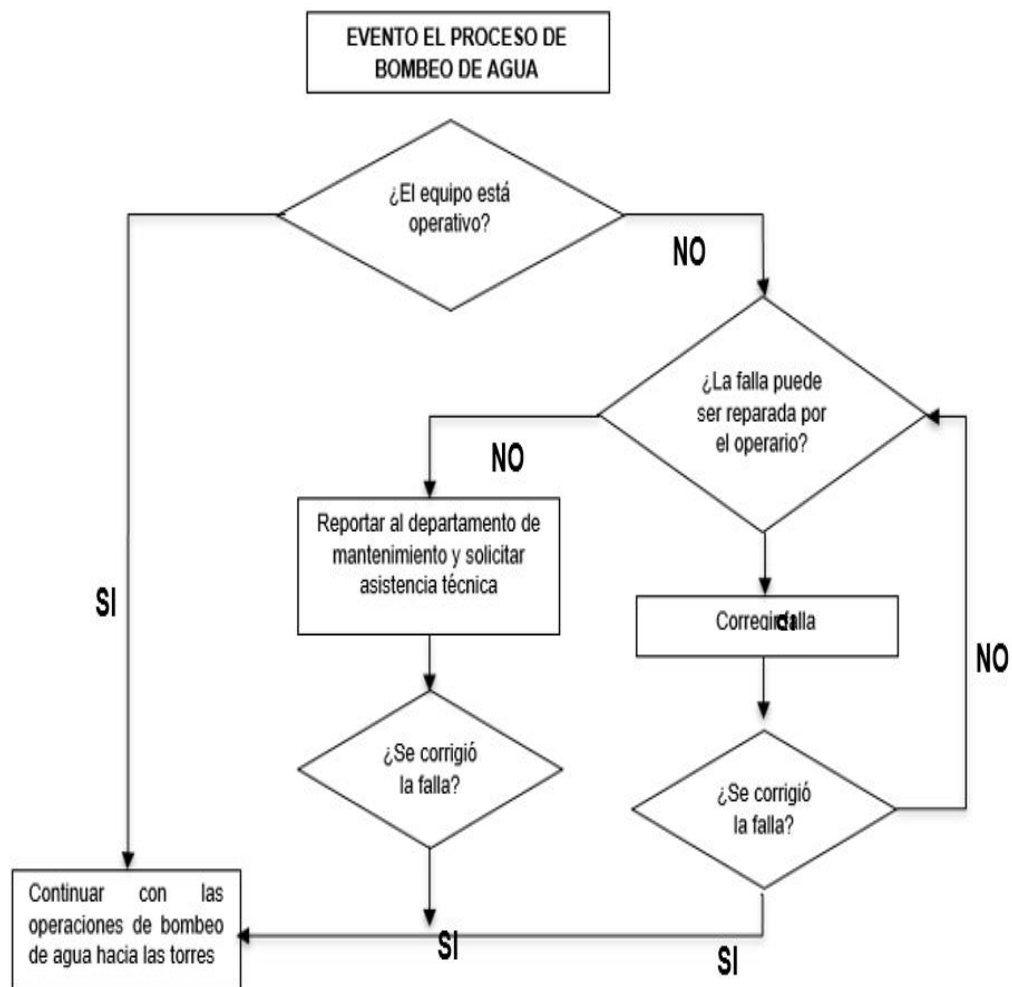 EVENTO EL PROCESO DE
BOMBEO DE AGUA
¿El equipo está
operativo?
NO
¿La falla puede
ser reparada por
el operario?
NO
Reportar al departamento de
mantenimiento y solicitar
asistencia técnica
SI
Corregir falla
NO
¿Se corrigió
la falla?
¿Se corrigió
la falla?
Continuar con las
operaciones de bombeo
de agua hacia las torres
SI
SI